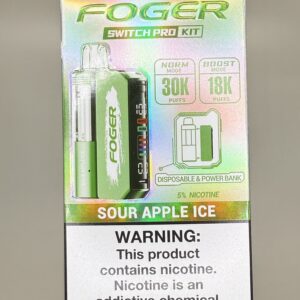 FOGER
SWITCH PRO KIT
NORM MODE
30K
PUFFS
BOOST MODE
18K
PUFFS
FOGER
DISPOSABLE & POWER BANK
5% NICOTINE
SOUR APPLE ICE
WARNING:
This product
contains nicotine.
Nicotine is an
addictive chemical